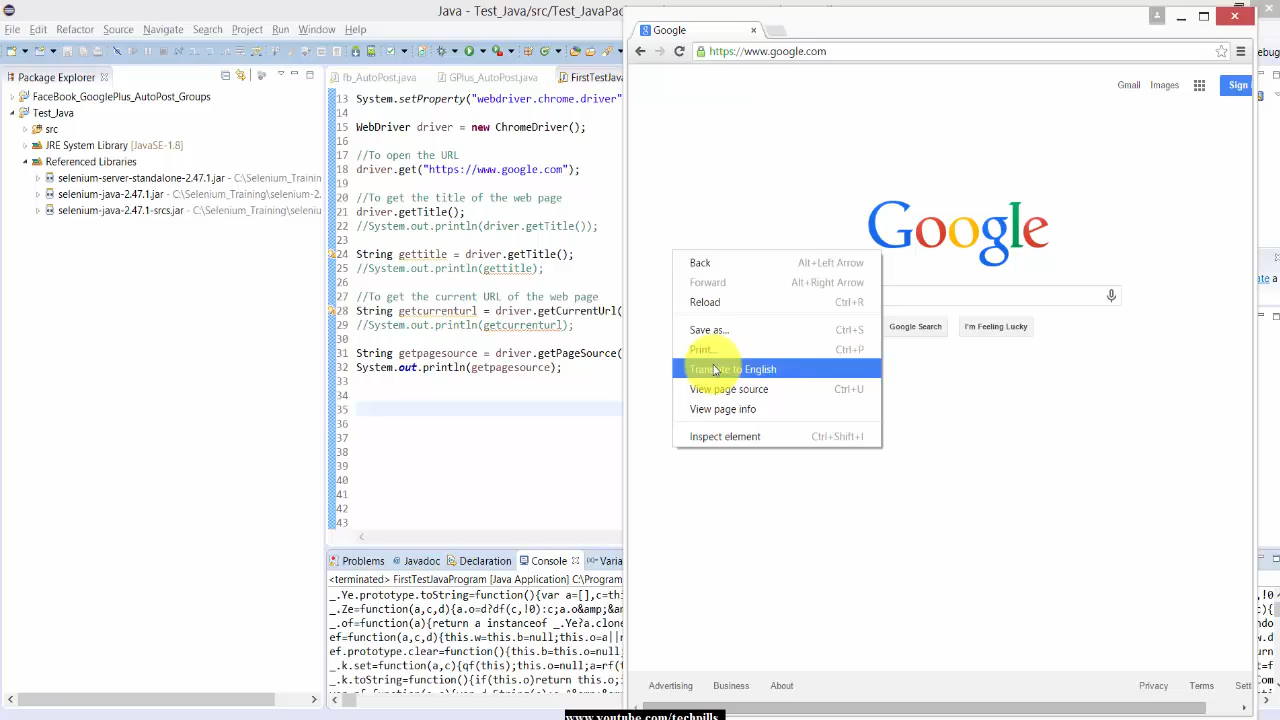 Java - Test_Java/src/Test_JavaPac
File Edit Refactor Source Navigate Search Project Run Window Help
Package Explorer
FaceBook_GooglePlus_AutoPost_Groups
Test_Java
src
JRE System Library [JavaSE-1.8]
Referenced Libraries
selenium-server-standalone-2.47.1.jar - C:\Selenium_Trainin
selenium-java-2.47.1.jar - C:\Selenium_Training\selenium-2.
selenium-java-2.47.1-srcs.jar - C:\Selenium_Training\seleniu
fb_AutoPost.java GPlus_AutoPost.java FirstTestJava
13 System.setProperty("webdriver.chrome.driver"
14
15 WebDriver driver = new ChromeDriver();
16
17 //To open the URL
18 driver.get("https://www.google.com");
19
20 //To get the title of the web page
21 driver.getTitle();
22 //System.out.println(driver.getTitle());
23
24 String gettitle = driver.getTitle();
25 //System.out.println(gettitle);
26
27 //To get the current URL of the web page
28 String getcurrenturl = driver.getCurrentUrl(
29 //System.out.println(getcurrenturl);
30
31 String getpagesource = driver.getPageSource(
32 System.out.println(getpagesource);
33
34
35
36
37
38
39
40
41
42
43
Problems Javadoc Declaration Console Varia
<terminated> FirstTestJavaProgram [Java Application] C:\Program
_.Ye.prototype.toString=function(){var a=[],c=th
_.Ze=function(a,c,d){a.o=d?df(c,!0):c;a.o&amp;
_.of=function(a){return a instanceof _.Ye?a.clone
ef=function(a,c,d){this.w=this.b=null;this.o=a||
ef.prototype.clear=function(){this.b=this.o=null
_.k.set=function(a,c){qf(this);this.o=null;a=rf(t
Google
https://www.google.com
Gmail Images Sign
Google
Google Search I'm Feeling Lucky
Back Alt+Left Arrow
Forward Alt+Right Arrow
Reload Ctrl+R
Save as... Ctrl+S
Print... Ctrl+P
Translate to English
View page source Ctrl+U
View page info
Inspect element Ctrl+Shift+I
Advertising Business About Privacy Terms Sett
ebug
www.youtube.com/techpills